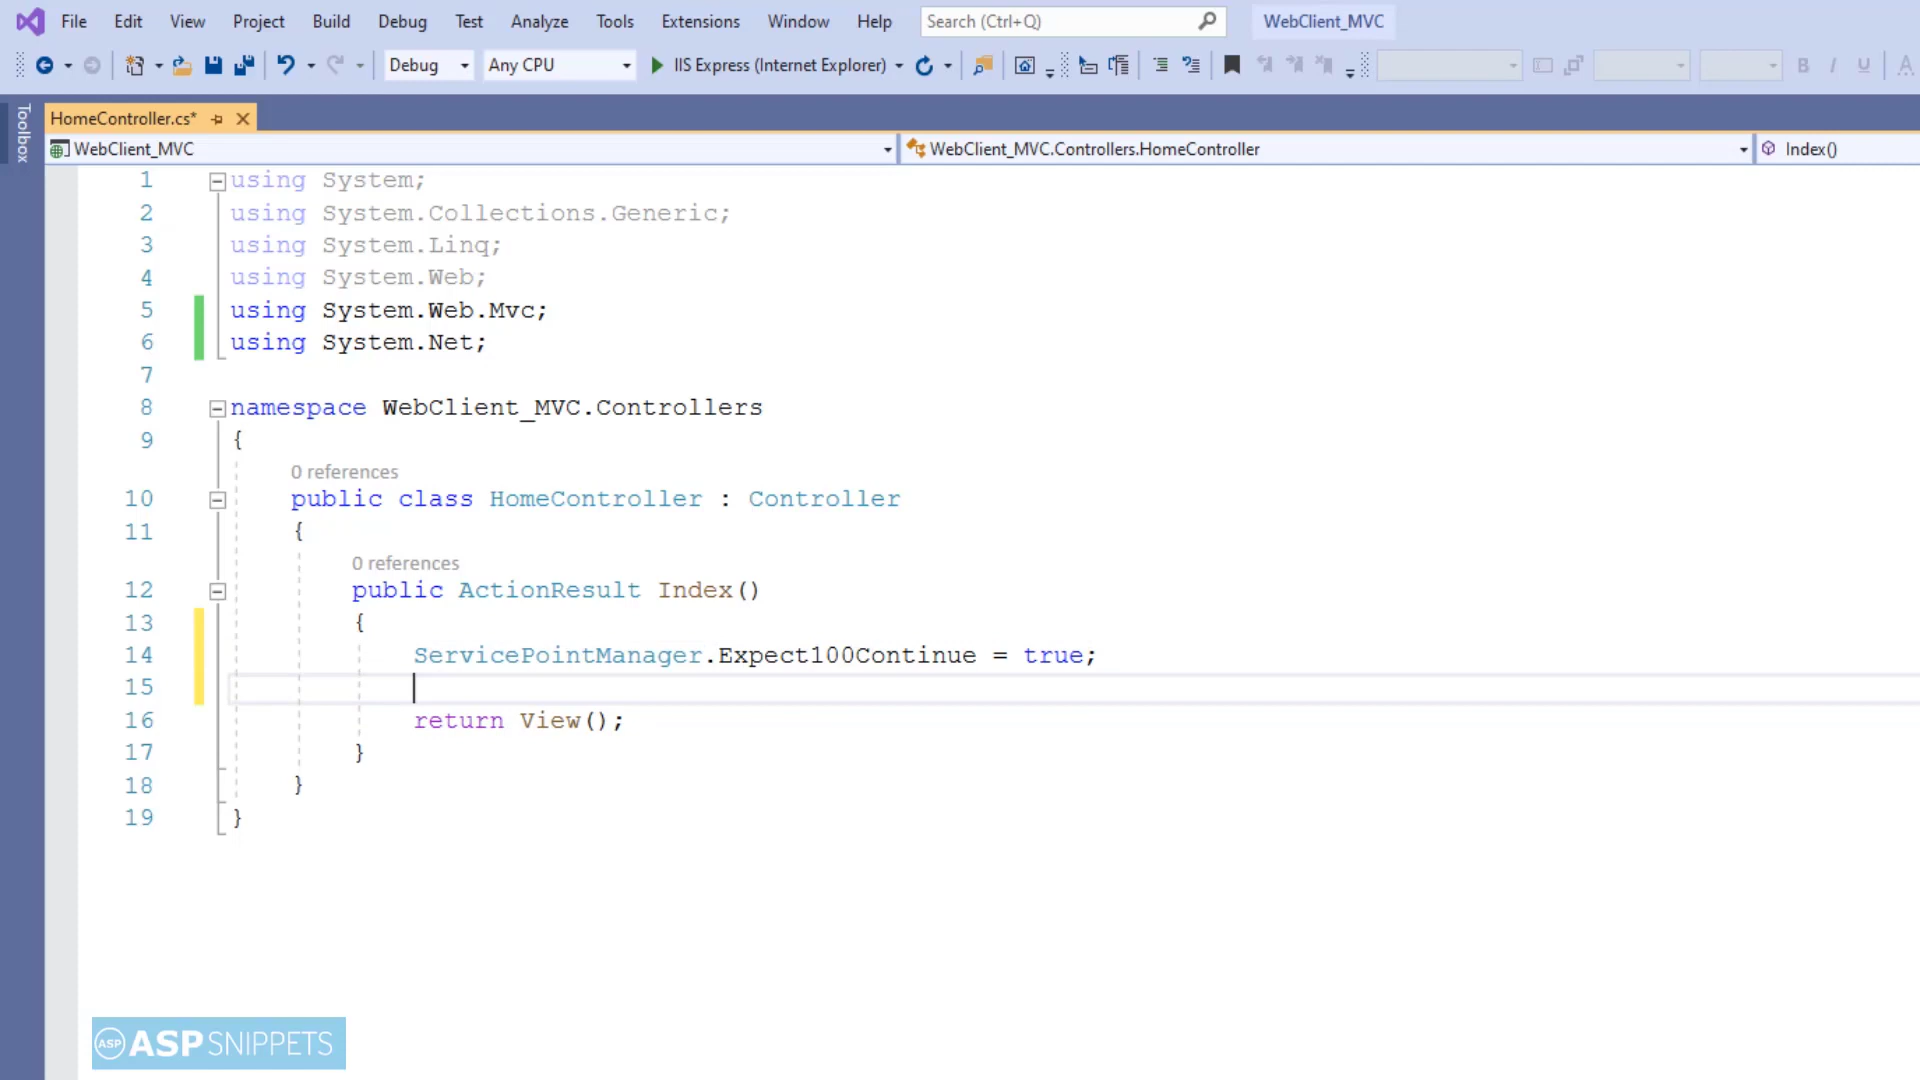 File Edit View Project Build Debug Test Analyze Tools Extensions Window Help Search (Ctrl+Q) WebClient_MVC
Debug Any CPU IIS Express (Internet Explorer) B I U A
Toolbox
HomeController.cs*
WebClient_MVC WebClient_MVC.Controllers.HomeController Index()
1 using System;
2 using System.Collections.Generic;
3 using System.Linq;
4 using System.Web;
5 using System.Web.Mvc;
6 using System.Net;
7
8 namespace WebClient_MVC.Controllers
9 {
0 references
10 public class HomeController : Controller
11 {
0 references
12 public ActionResult Index()
13 {
14 ServicePointManager.Expect100Continue = true;
15
16 return View();
17 }
18 }
19 }
ASP ASPSNIPPETS